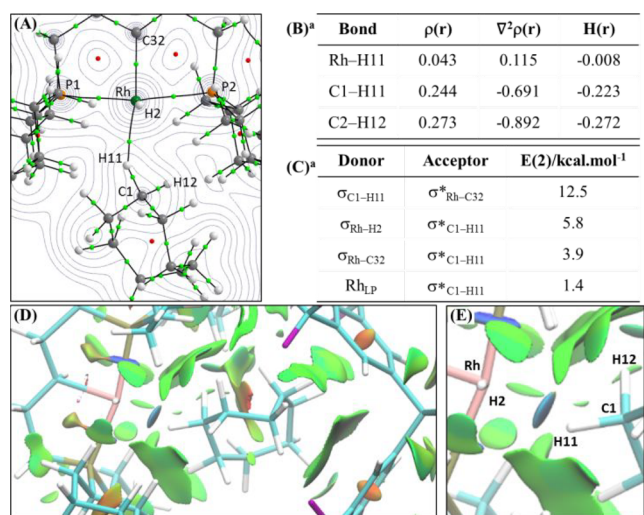 (A)
C32
P1
Rh
P2
H2
H11
C1
H12
(B)ᵃ Bond ρ(r) ∇²ρ(r) H(r)
Rh–H11 0.043 0.115 -0.008
C1–H11 0.244 -0.691 -0.223
C2–H12 0.273 -0.892 -0.272
(C)ᵃ Donor Acceptor E(2)/kcal.mol⁻¹
σC1–H11 σ*Rh–C32 12.5
σRh–H2 σ*C1–H11 5.8
σRh–C32 σ*C1–H11 3.9
RhLP σ*C1–H11 1.4
(D)
(E)
Rh
H12
H2
C1
H11